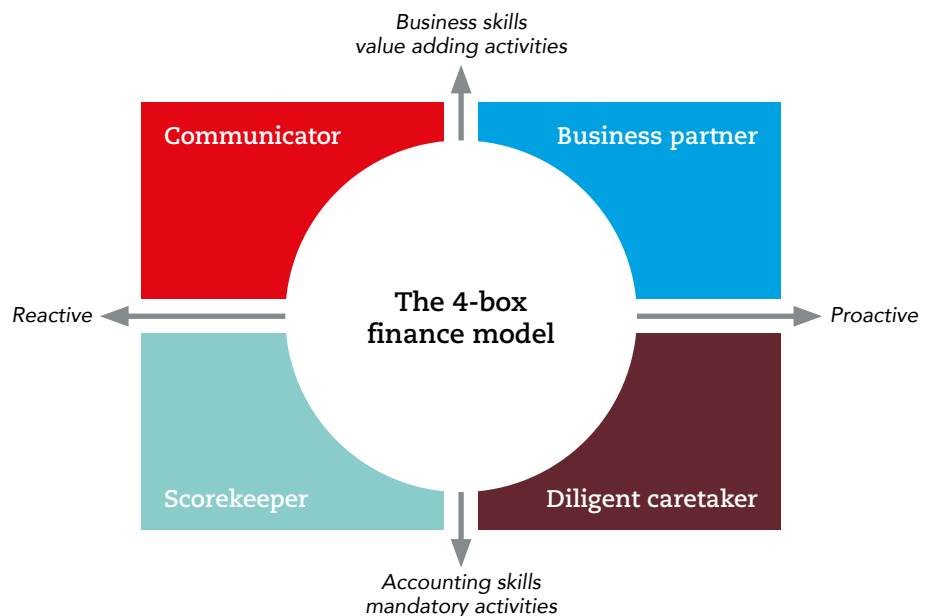 Business skills
value adding activities
Communicator
Business partner
The 4-box
finance model
Reactive
Proactive
Scorekeeper
Diligent caretaker
Accounting skills
mandatory activities